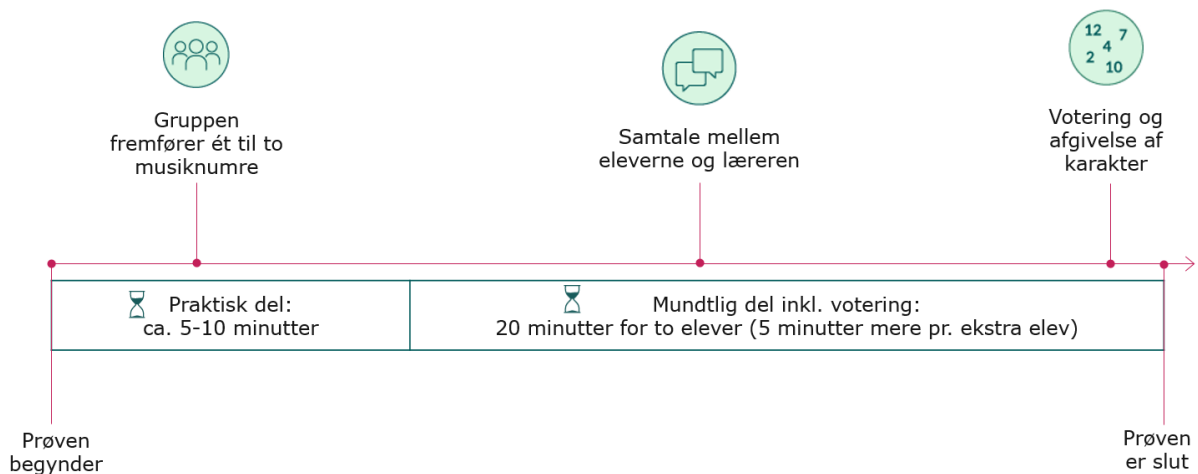 Gruppen
fremfører ét til to
musiknumre
Samtale mellem
eleverne og læreren
12 7
4
2
10
Votering og
afgivelse af
karakter
Praktisk del:
ca. 5-10 minutter
Mundtlig del inkl. votering:
20 minutter for to elever (5 minutter mere pr. ekstra elev)
Prøven
begynder
Prøven
er slut